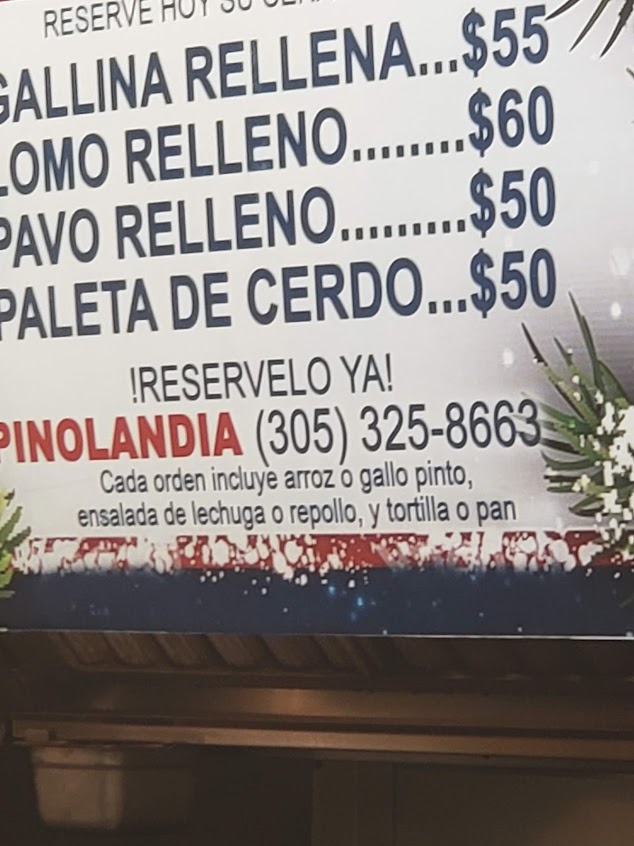 RESERVE HOY SU
GALLINA RELLENA...$55
LOMO RELLENO........$60
PAVO RELLENO.........$50
PALETA DE CERDO...$50
!RESERVELO YA!
PINOLANDIA (305) 325-8663
Cada orden incluye arroz o gallo pinto,
ensalada de lechuga o repollo, y tortilla o pan